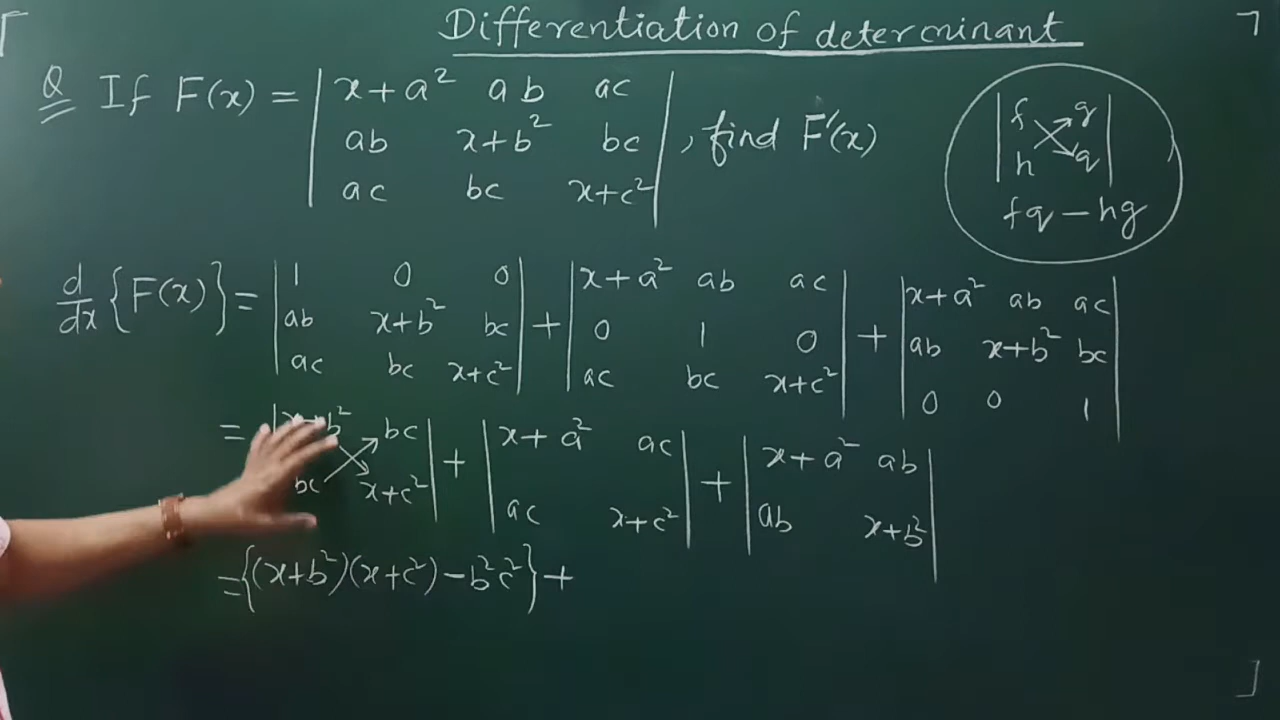 Differentiation of determinant
Q If F(x) = | x+a² ab ac |
| ab x+b² bc | , find F'(x)
| ac bc x+c² |
| f g |
| h q |
fq − hg
d/dx {F(x)} = | 1 0 0 | + | x+a² ab ac | + | x+a² ab ac |
| ab x+b² bc | | 0 1 0 | | ab x+b² bc |
| ac bc x+c² | | ac bc x+c² | | 0 0 1 |
= | b² bc | + | x+a² ac | + | x+a² ab |
| bc x+c² | | ac x+c² | | ab x+b² |
= {(x+b²)(x+c²) − b²c²} +